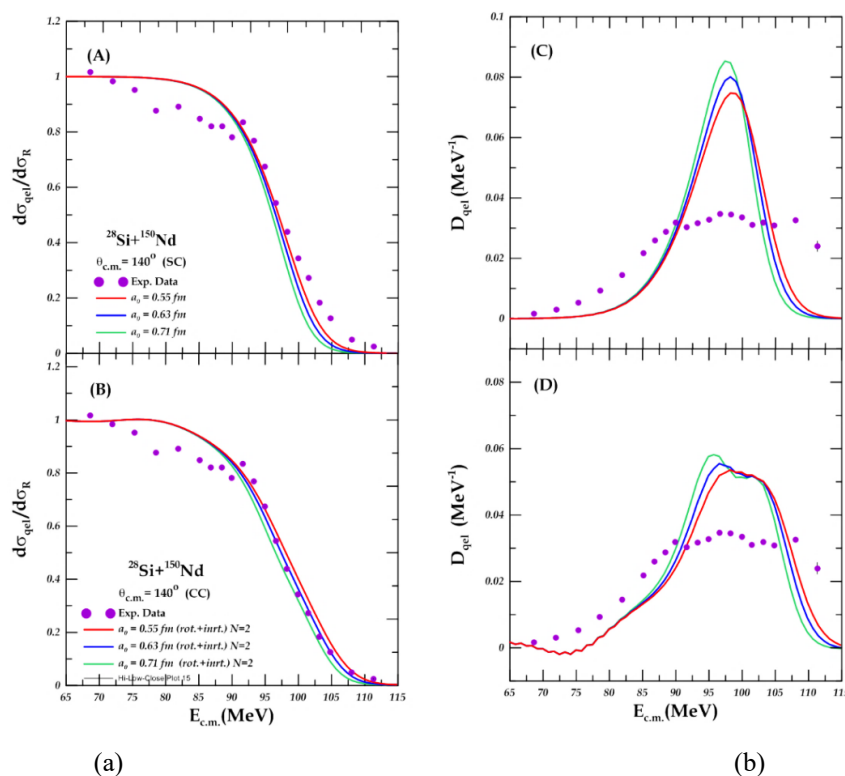 (A)
1.2
1
0.8
0.6
0.4
0.2
0
dσqel/dσR
²⁸Si+¹⁵⁰Nd
θc.m.= 140° (SC)
Exp. Data
a₀ = 0.55 fm
a₀ = 0.63 fm
a₀ = 0.71 fm
(B)
1.2
1
0.8
0.6
0.4
0.2
0
dσqel/dσR
²⁸Si+¹⁵⁰Nd
θc.m.= 140° (CC)
Exp. Data
a₀ = 0.55 fm (rot.+inrt.) N=2
a₀ = 0.63 fm (rot.+inrt.) N=2
a₀ = 0.71 fm (rot.+inrt.) N=2
Hi-Low-Close Plot 15
65 70 75 80 85 90 95 100 105 110 115
Ec.m.(MeV)
(a)
(C)
0.1
0.08
0.06
0.04
0.02
0
Dqel (MeV⁻¹)
(D)
0.08
0.06
0.04
0.02
0
Dqel (MeV⁻¹)
65 70 75 80 85 90 95 100 105 110 115
Ec.m.(MeV)
(b)